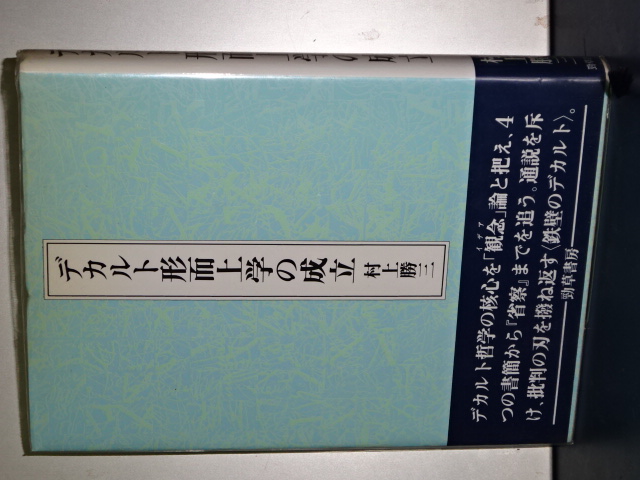 デカルト形而上学の成立
村上勝三
デカルト哲学の核心を「観念」論と把え、4
イデア
つの書簡から『省察』までを追う。通説を斥
け、批判の刃を撥ね返す〈鉄壁のデカルト〉。
勁草書房